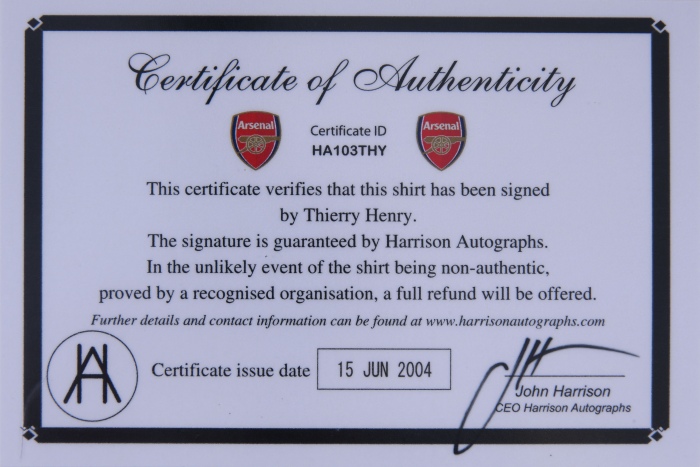 Certificate of Authenticity
Arsenal
Certificate ID
Arsenal
HA103THY
This certificate verifies that this shirt has been signed
by Thierry Henry.
The signature is guaranteed by Harrison Autographs.
In the unlikely event of the shirt being non-authentic,
proved by a recognised organisation, a full refund will be offered.
Further details and contact information can be found at www.harrisonautographs.com
HA
Certificate issue date
15 JUN 2004
JH
John Harrison
CEO Harrison Autographs